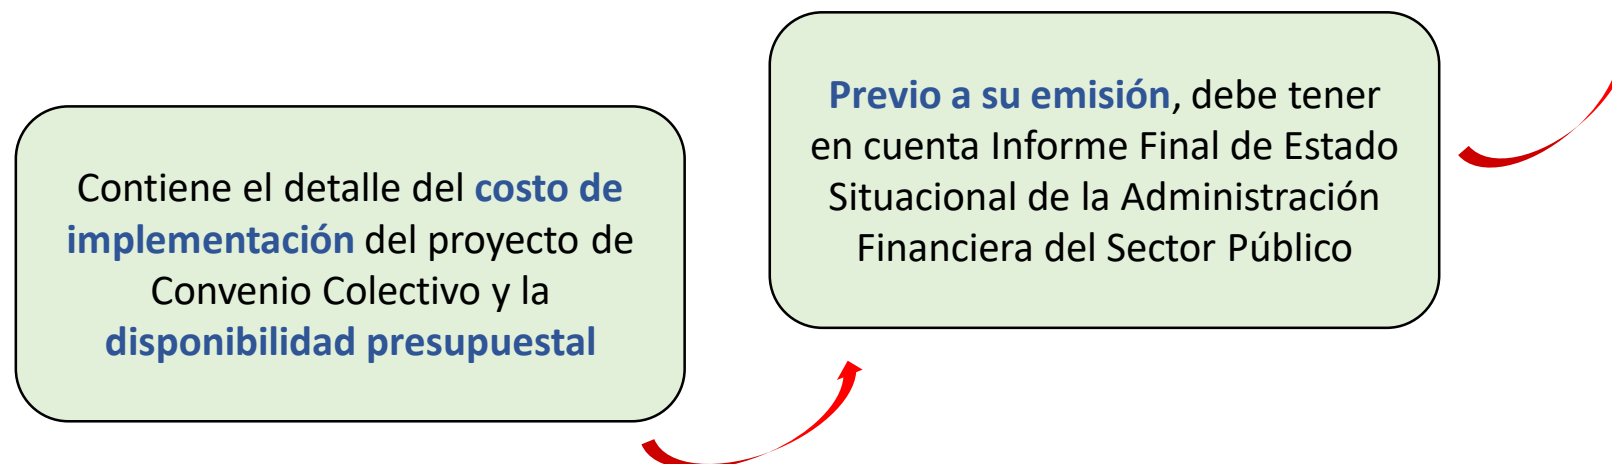 Contiene el detalle del costo de
implementación del proyecto de
Convenio Colectivo y la
disponibilidad presupuestal
Previo a su emisión, debe tener
en cuenta Informe Final de Estado
Situacional de la Administración
Financiera del Sector Público